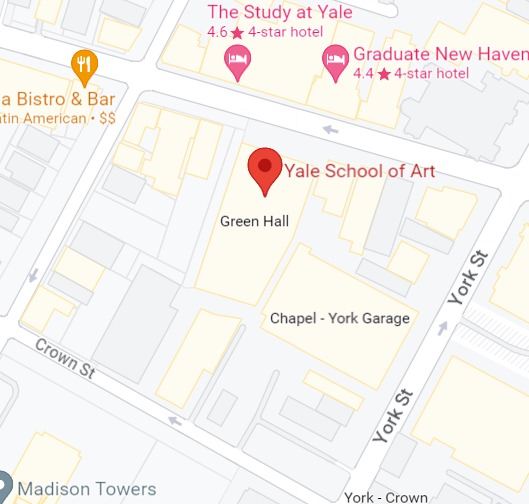 The Study at Yale
4.6 ★ 4-star hotel
Graduate New Haven
4.4 ★ 4-star hotel
a Bistro & Bar
atin American • $$
Yale School of Art
Green Hall
York St
Chapel - York Garage
Crown St
York St
Madison Towers
York - Crown